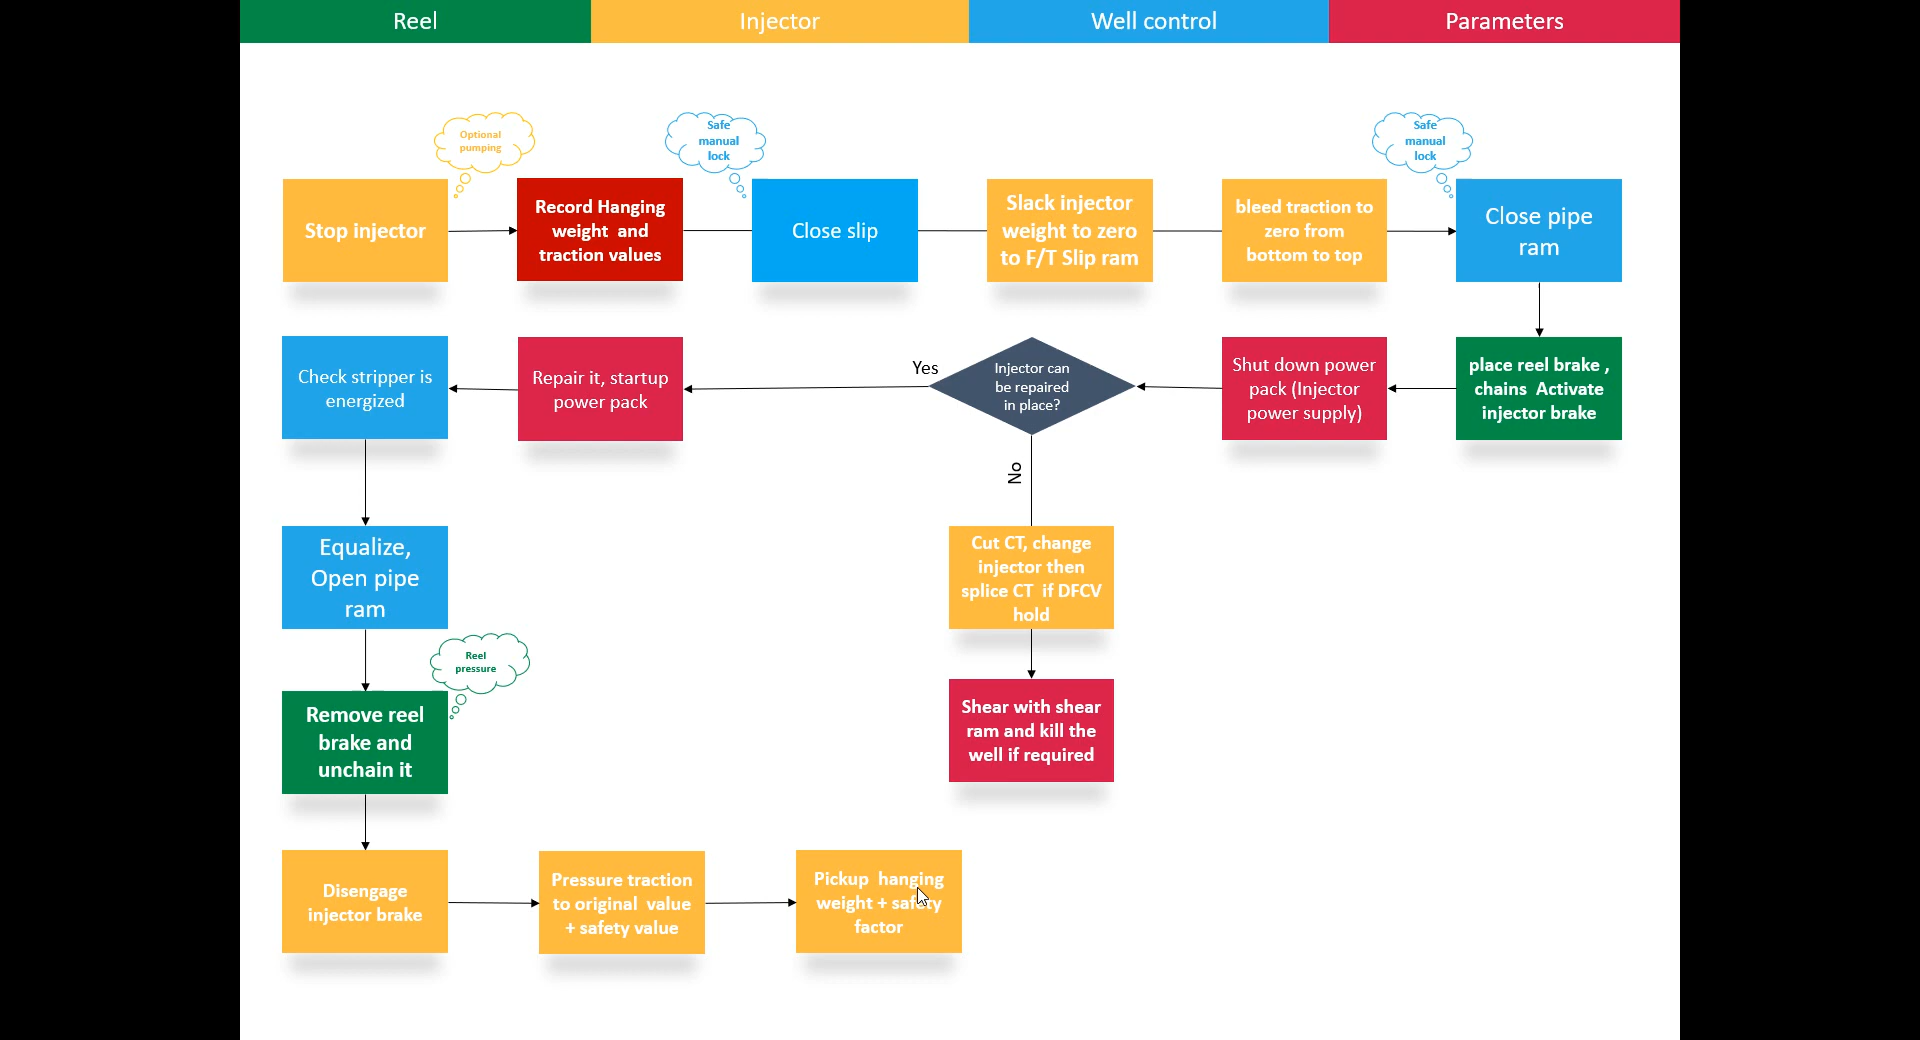 Reel
Injector
Well control
Parameters
Optional
pumping
Safe
manual
lock
Safe
manual
lock
Stop injector
Record Hanging
weight and
traction values
Close slip
Slack injector
weight to zero
to F/T Slip ram
bleed traction to
zero from
bottom to top
Close pipe
ram
Check stripper is
energized
Repair it, startup
power pack
Yes
Injector can
be repaired
in place?
Shut down power
pack (Injector
power supply)
place reel brake ,
chains Activate
injector brake
No
Equalize,
Open pipe
ram
Cut CT, change
injector then
splice CT if DFCV
hold
Reel
pressure
Remove reel
brake and
unchain it
Shear with shear
ram and kill the
well if required
Disengage
injector brake
Pressure traction
to original value
+ safety value
Pickup hanging
weight + safety
factor